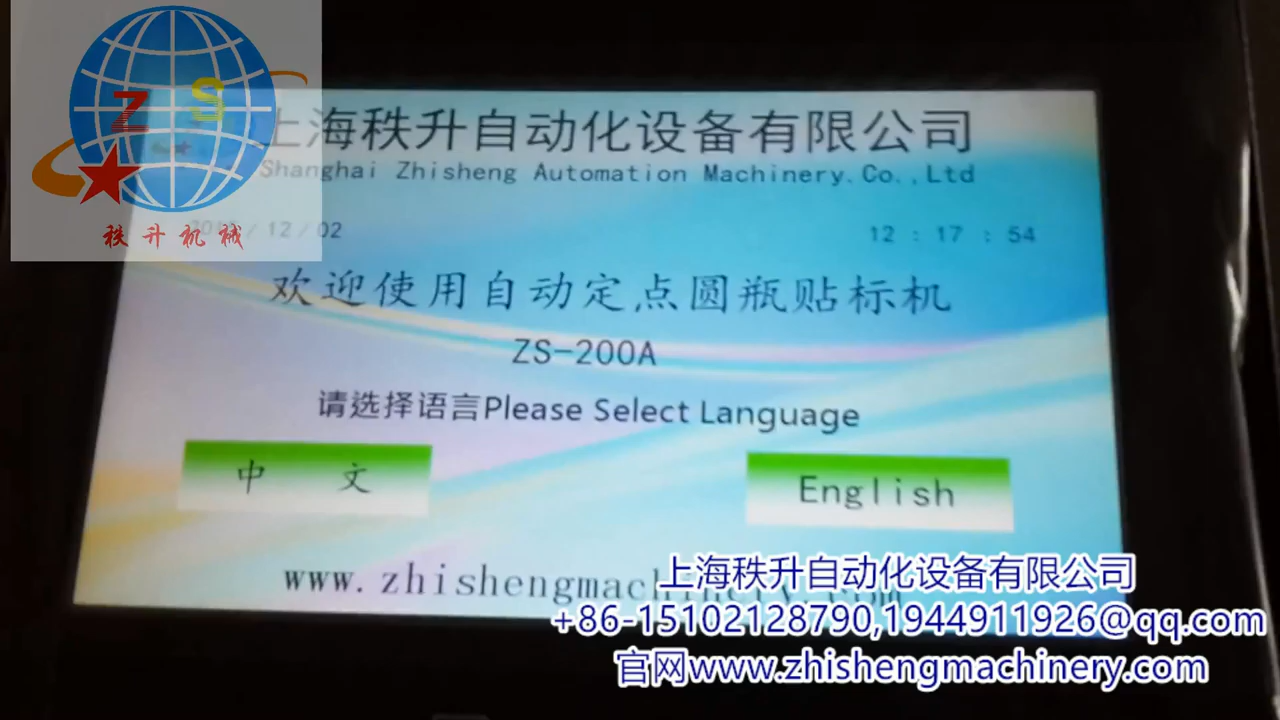 Z S
秩升机械
上海秩升自动化设备有限公司
Shanghai Zhisheng Automation Machinery.Co.,Ltd
/ 12 / 02
12 : 17 : 54
欢迎使用自动定点圆瓶贴标机
ZS-200A
请选择语言Please Select Language
中 文
English
www.zhishengmachinery.com
上海秩升自动化设备有限公司
+86-15102128790,1944911926@qq.com
官网www.zhishengmachinery.com